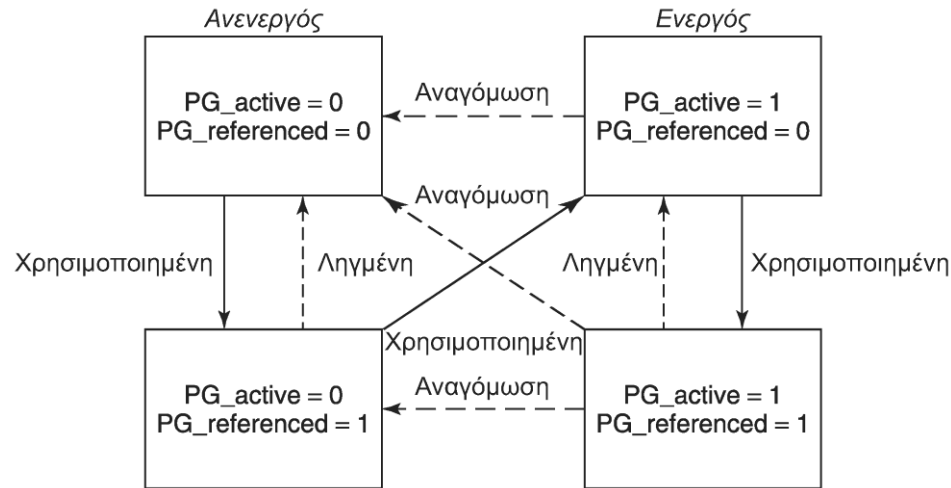 Ανενεργός
Ενεργός
PG_active = 0
PG_referenced = 0
Αναγόμωση
PG_active = 1
PG_referenced = 0
Αναγόμωση
Χρησιμοποιημένη
Ληγμένη
Ληγμένη
Χρησιμοποιημένη
Χρησιμοποιημένη
PG_active = 0
PG_referenced = 1
Αναγόμωση
PG_active = 1
PG_referenced = 1